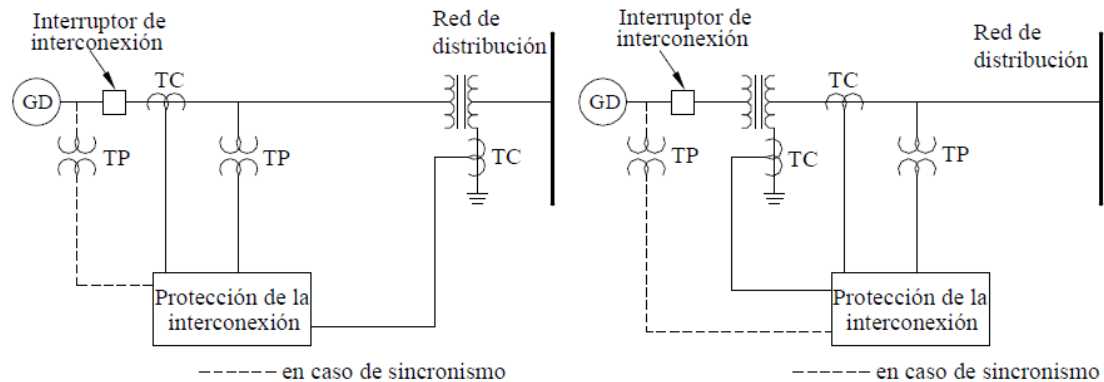 Interruptor de
interconexión
Red de
distribución
TC
GD
TP
TP
TC
Protección de la
interconexión
en caso de sincronismo
Interruptor de
interconexión
Red de
distribución
TC
GD
TP
TC
TP
Protección de la
interconexión
en caso de sincronismo